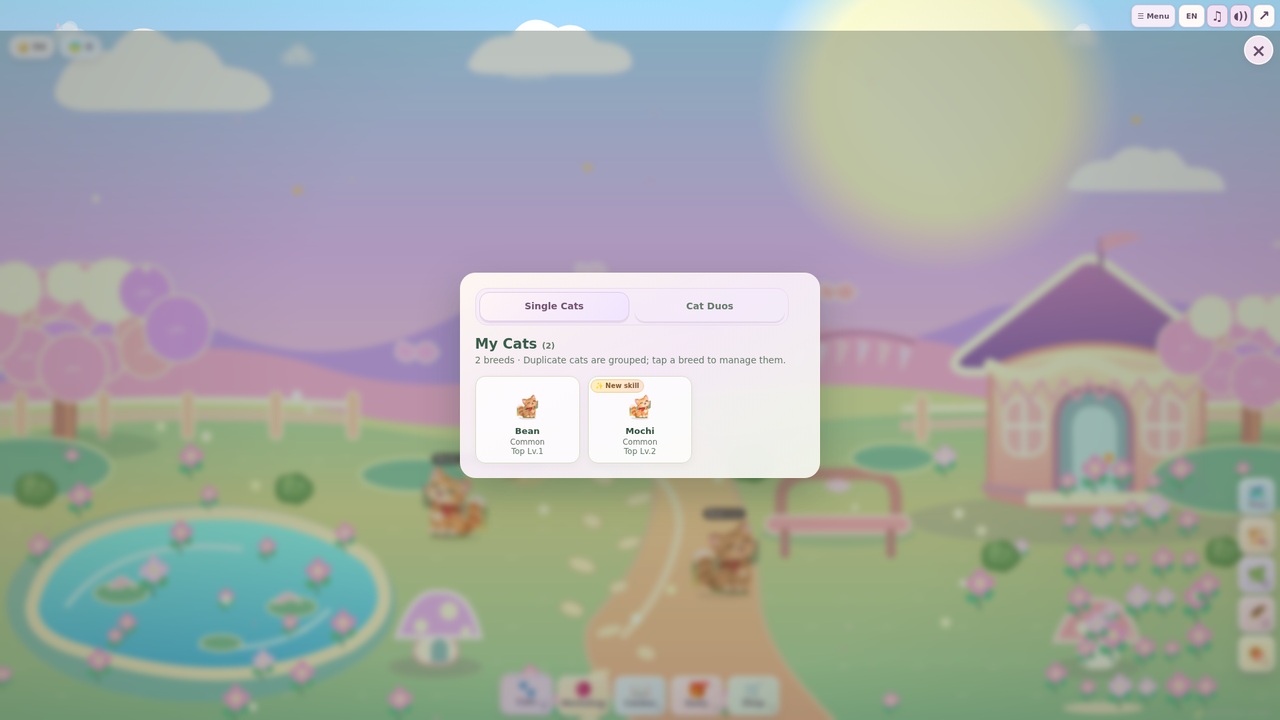 ☰ Menu
EN
Single Cats
Cat Duos
My Cats (2)
2 breeds · Duplicate cats are grouped; tap a breed to manage them.
✨ New skill
Bean
Common
Top Lv.1
Mochi
Common
Top Lv.2